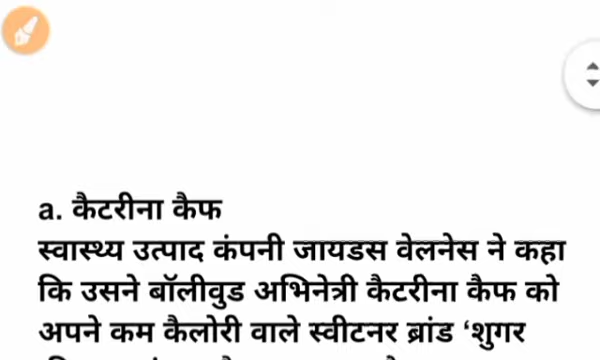 a. कैटरीना कैफ
स्वास्थ्य उत्पाद कंपनी जायडस वेलनेस ने कहा
कि उसने बॉलीवुड अभिनेत्री कैटरीना कैफ को
अपने कम कैलोरी वाले स्वीटनर ब्रांड ‘शुगर